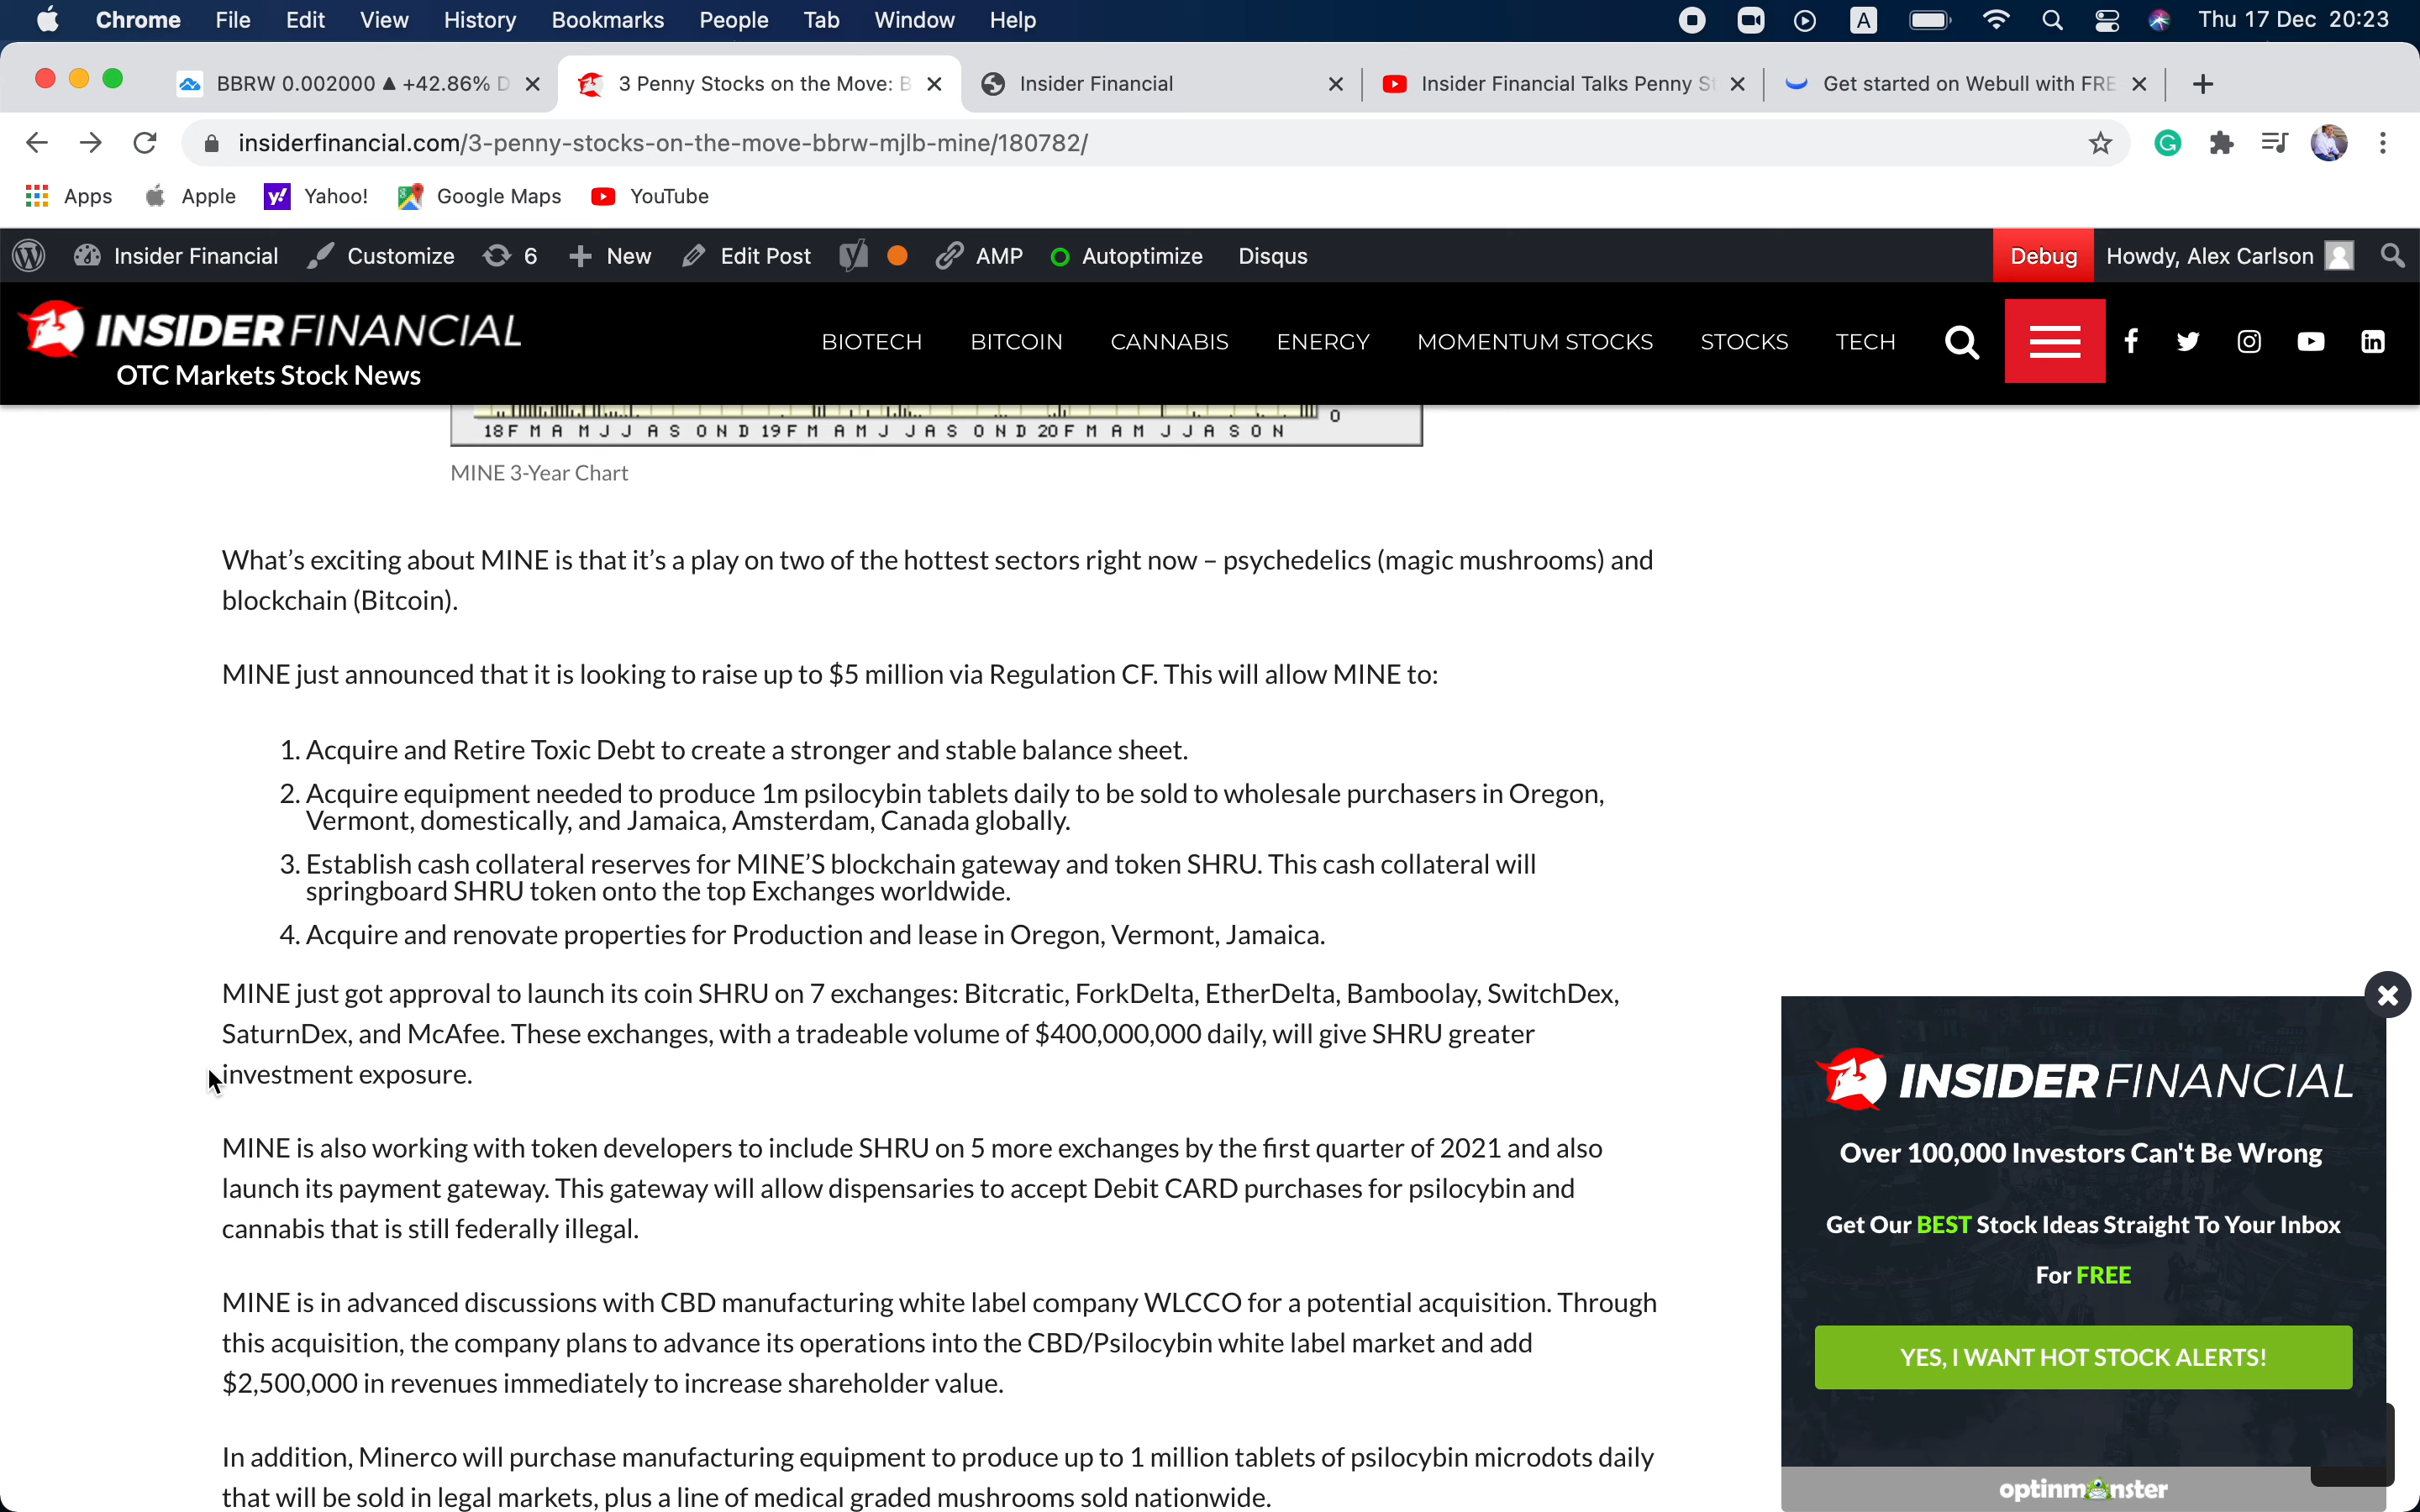 Chrome File Edit View History Bookmarks People Tab Window Help A Thu 17 Dec 20:23
BBRW 0.002000 ▲ +42.86% D 3 Penny Stocks on the Move: B Insider Financial Insider Financial Talks Penny St Get started on Webull with FRE
insiderfinancial.com/3-penny-stocks-on-the-move-bbrw-mjlb-mine/180782/
Apps Apple Yahoo! Google Maps YouTube
Insider Financial Customize 6 New Edit Post AMP Autoptimize Disqus Debug Howdy, Alex Carlson
INSIDERFINANCIAL
OTC Markets Stock News
BIOTECH BITCOIN CANNABIS ENERGY MOMENTUM STOCKS STOCKS TECH
0
18F M A M J J A S O N D 19F M A M J J A S O N D 20F M A M J J A S O N
MINE 3-Year Chart
What's exciting about MINE is that it's a play on two of the hottest sectors right now – psychedelics (magic mushrooms) and
blockchain (Bitcoin).
MINE just announced that it is looking to raise up to $5 million via Regulation CF. This will allow MINE to:
1. Acquire and Retire Toxic Debt to create a stronger and stable balance sheet.
2. Acquire equipment needed to produce 1m psilocybin tablets daily to be sold to wholesale purchasers in Oregon,
Vermont, domestically, and Jamaica, Amsterdam, Canada globally.
3. Establish cash collateral reserves for MINE'S blockchain gateway and token SHRU. This cash collateral will
springboard SHRU token onto the top Exchanges worldwide.
4. Acquire and renovate properties for Production and lease in Oregon, Vermont, Jamaica.
MINE just got approval to launch its coin SHRU on 7 exchanges: Bitcratic, ForkDelta, EtherDelta, Bamboolay, SwitchDex,
SaturnDex, and McAfee. These exchanges, with a tradeable volume of $400,000,000 daily, will give SHRU greater
investment exposure.
MINE is also working with token developers to include SHRU on 5 more exchanges by the first quarter of 2021 and also
launch its payment gateway. This gateway will allow dispensaries to accept Debit CARD purchases for psilocybin and
cannabis that is still federally illegal.
MINE is in advanced discussions with CBD manufacturing white label company WLCCO for a potential acquisition. Through
this acquisition, the company plans to advance its operations into the CBD/Psilocybin white label market and add
$2,500,000 in revenues immediately to increase shareholder value.
In addition, Minerco will purchase manufacturing equipment to produce up to 1 million tablets of psilocybin microdots daily
that will be sold in legal markets, plus a line of medical graded mushrooms sold nationwide.
INSIDERFINANCIAL
Over 100,000 Investors Can't Be Wrong
Get Our BEST Stock Ideas Straight To Your Inbox
For FREE
YES, I WANT HOT STOCK ALERTS!
optinmonster